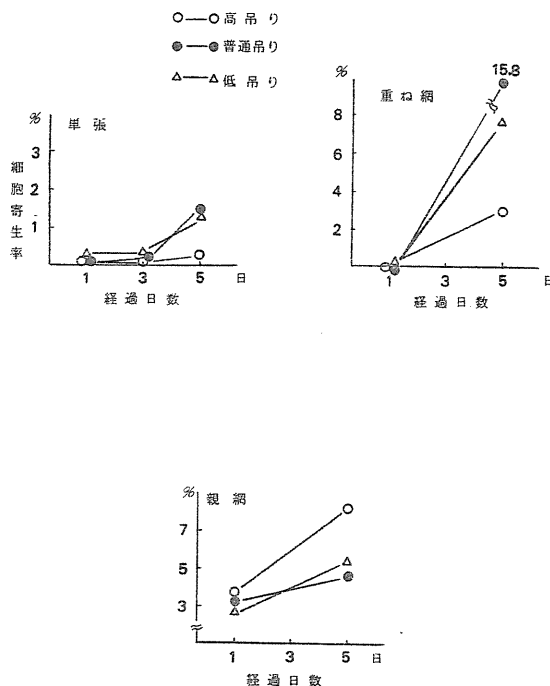 高吊り
普通吊り
低吊り
% 単張
3
2
1
細胞寄生率
1 3 5 日
経過日数
% 重ね網
15.8
8
6
4
2
1 3 5 日
経過日数
% 親網
7
5
3
1 3 5 日
経過日数